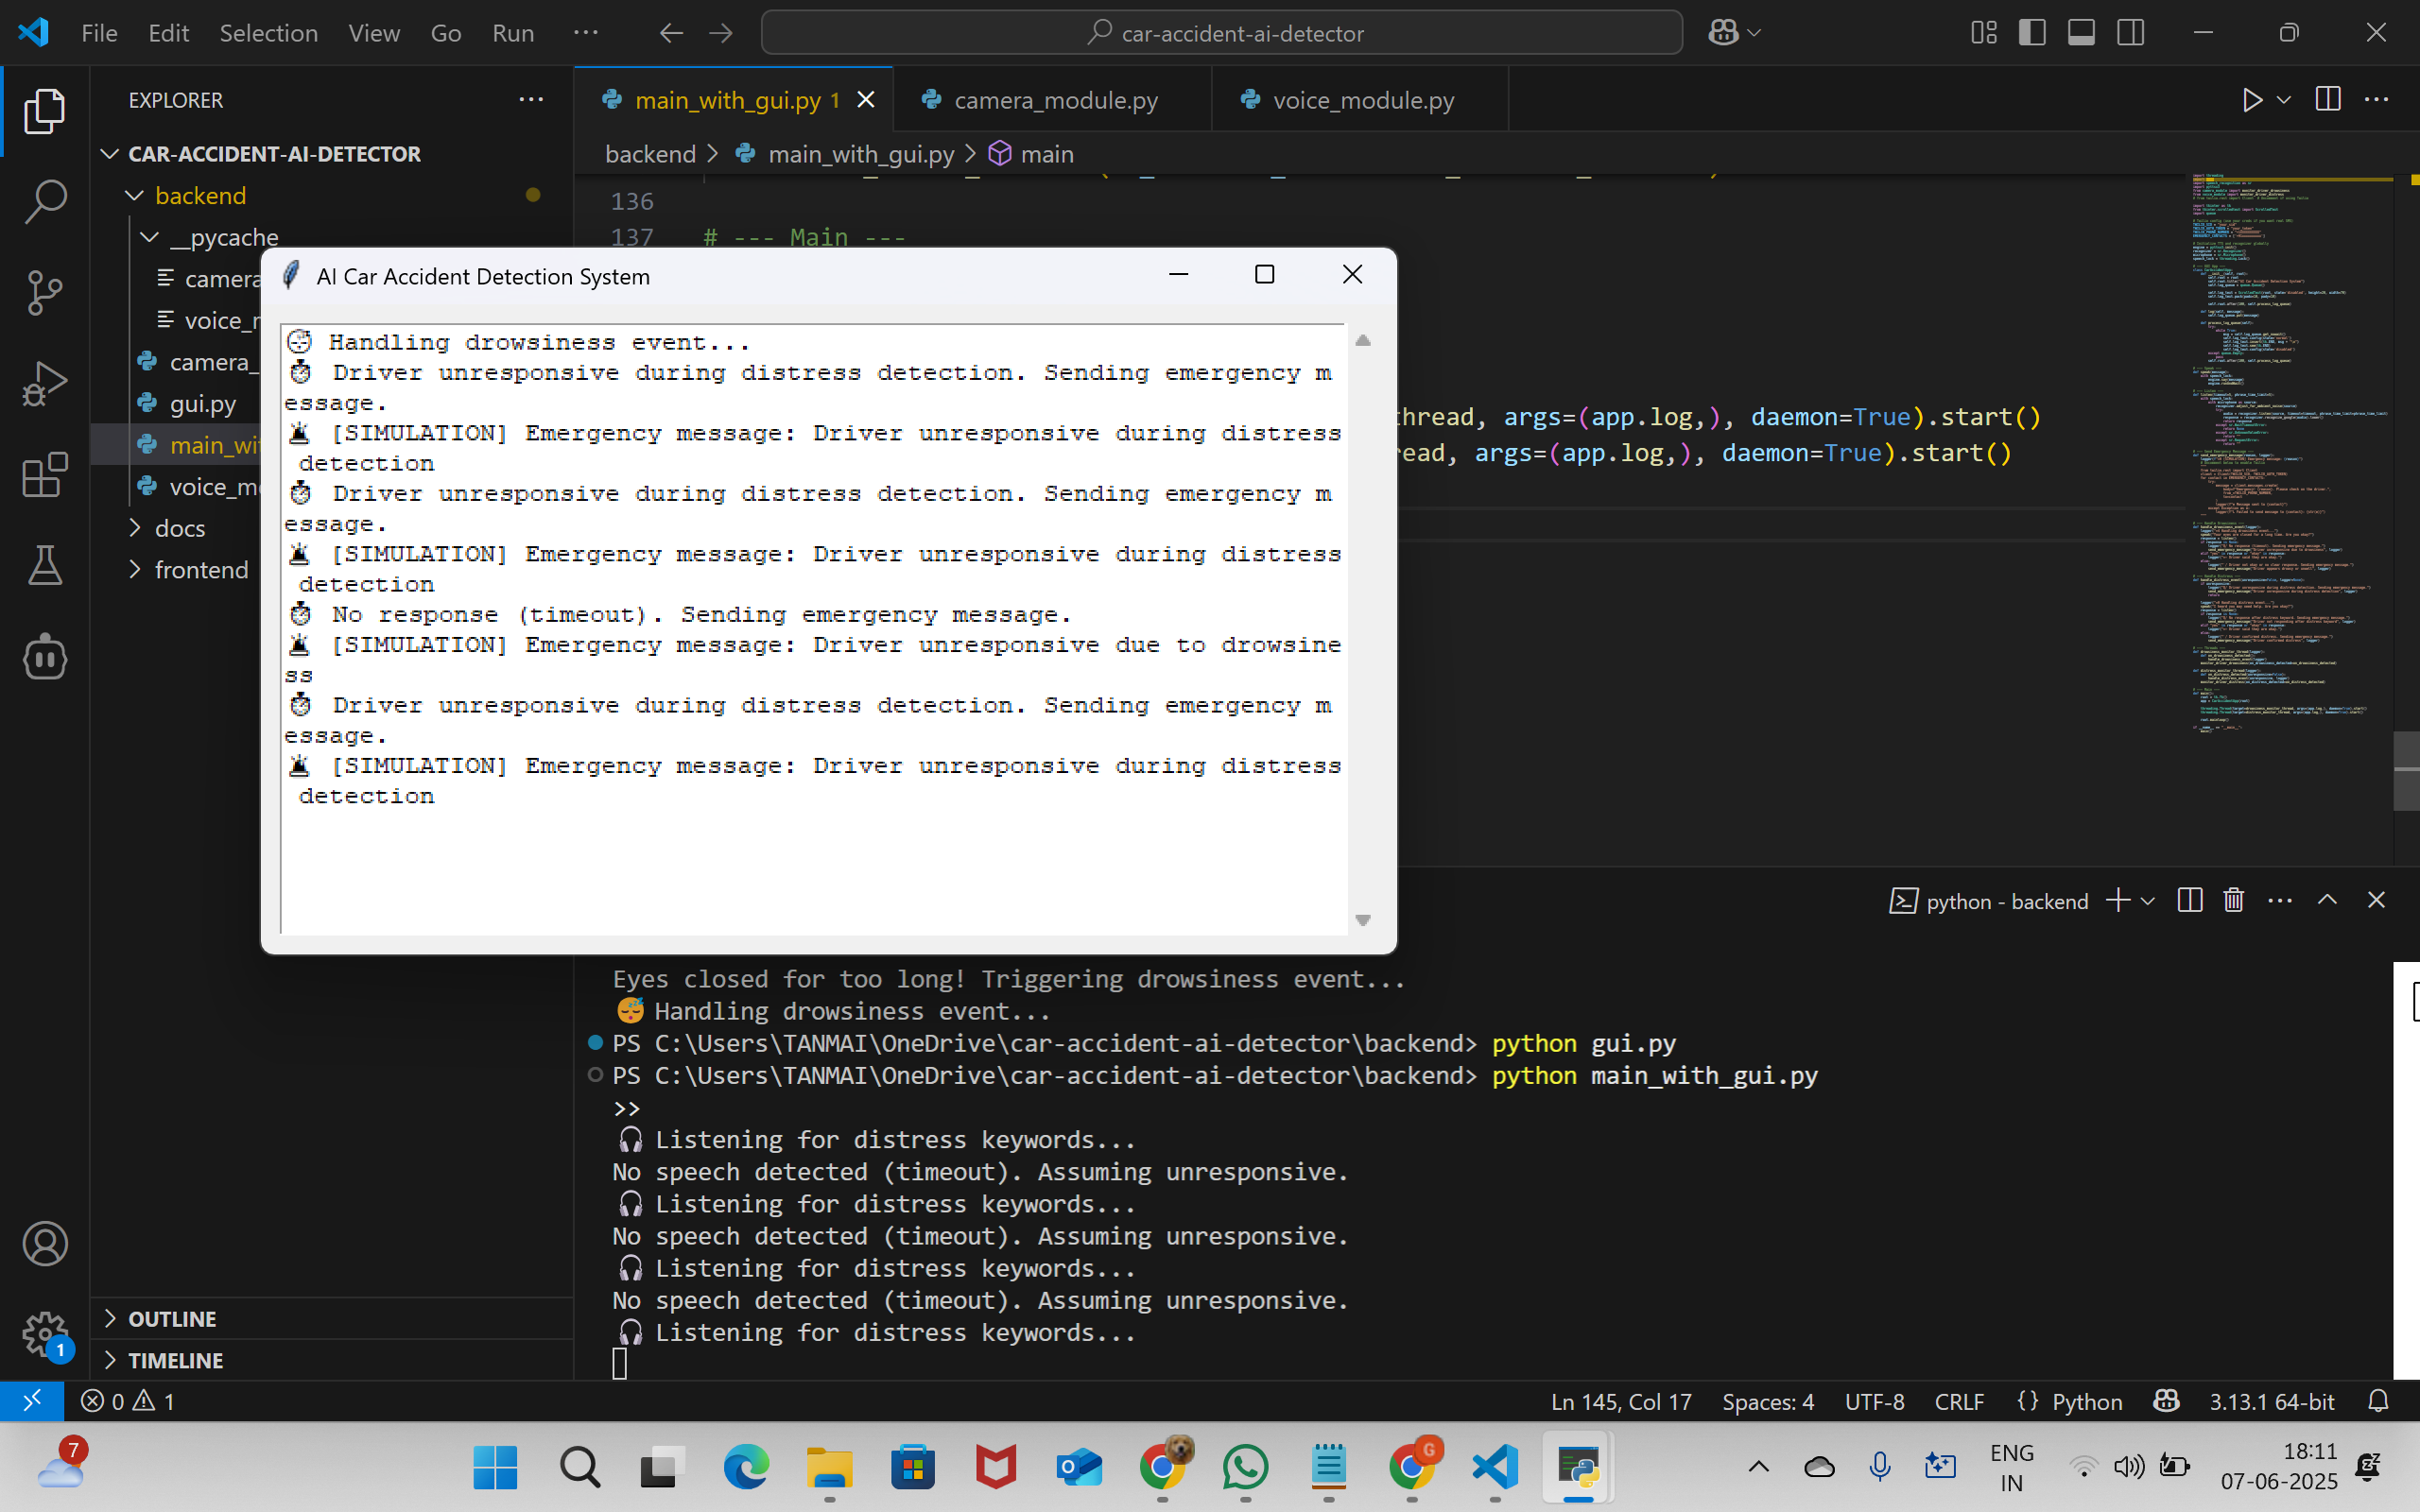 File Edit Selection View Go Run ··· car-accident-ai-detector
EXPLORER ···
CAR-ACCIDENT-AI-DETECTOR
backend
__pycache
camera
voice_r
camera_
gui.py
main_wi
voice_m
docs
frontend
OUTLINE
TIMELINE
main_with_gui.py 1 camera_module.py voice_module.py
backend > main_with_gui.py > main
136
137 # --- Main ---
thread, args=(app.log,), daemon=True).start()
read, args=(app.log,), daemon=True).start()
AI Car Accident Detection System
😴 Handling drowsiness event...
⏱ Driver unresponsive during distress detection. Sending emergency m
essage.
🚨 [SIMULATION] Emergency message: Driver unresponsive during distress
detection
⏱ Driver unresponsive during distress detection. Sending emergency m
essage.
🚨 [SIMULATION] Emergency message: Driver unresponsive during distress
detection
⏱ No response (timeout). Sending emergency message.
🚨 [SIMULATION] Emergency message: Driver unresponsive due to drowsine
ss
⏱ Driver unresponsive during distress detection. Sending emergency m
essage.
🚨 [SIMULATION] Emergency message: Driver unresponsive during distress
detection
python - backend
Eyes closed for too long! Triggering drowsiness event...
😴 Handling drowsiness event...
PS C:\Users\TANMAI\OneDrive\car-accident-ai-detector\backend> python gui.py
PS C:\Users\TANMAI\OneDrive\car-accident-ai-detector\backend> python main_with_gui.py
>>
🎧 Listening for distress keywords...
No speech detected (timeout). Assuming unresponsive.
🎧 Listening for distress keywords...
No speech detected (timeout). Assuming unresponsive.
🎧 Listening for distress keywords...
No speech detected (timeout). Assuming unresponsive.
🎧 Listening for distress keywords...
1
0 1 Ln 145, Col 17 Spaces: 4 UTF-8 CRLF {} Python 3.13.1 64-bit
7
G
ENG
IN
18:11
07-06-2025